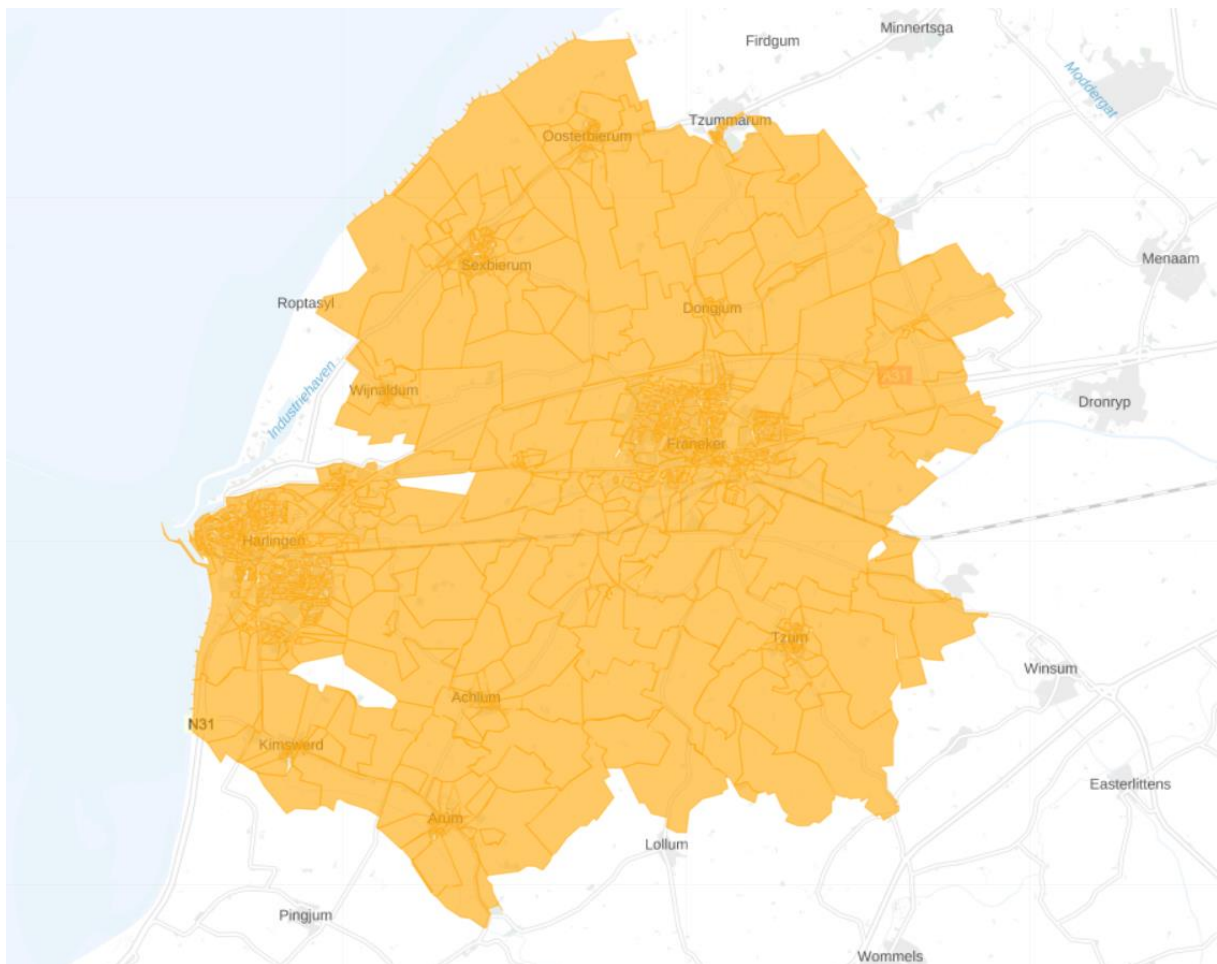 Minnertsga
Firdgum
Moddergat
Tzummarum
Oosterbierum
Menaam
Sexbierum
Roptasyl
Dongjum
Industriehaven...
A31
Wijnaldum
Dronryp
Franeker
Harlingen
Tzum
Winsum
Achlum
N31
Kimswerd
Easterlittens
Arum
Lollum
Pingjum
Wommels